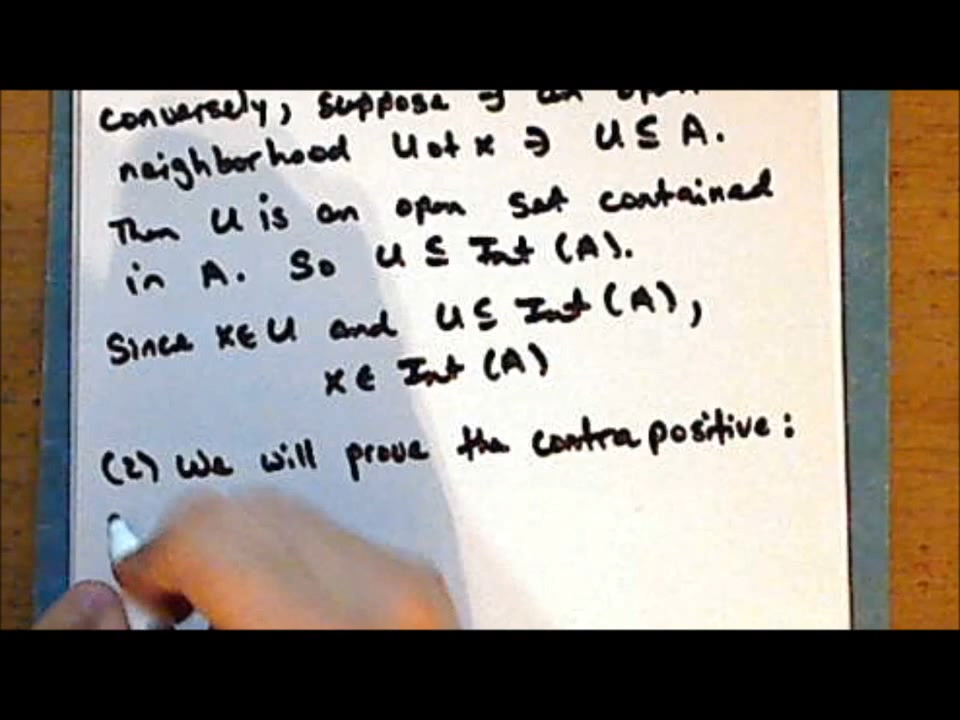 conversely, suppose ∃ an open
neighborhood U of x ∋ U ⊆ A.
Then U is an open set contained
in A. So U ⊆ Int (A).
Since x ∈ U and U ⊆ Int (A),
x ∈ Int (A)
(2) We will prove the contrapositive: